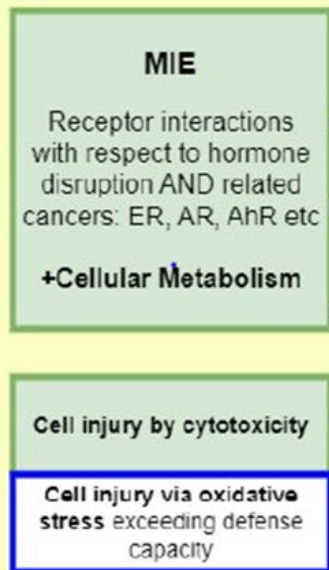 MIE
Receptor interactions
with respect to hormone
disruption AND related
cancers: ER, AR, AhR etc
+Cellular Metabolism
Cell injury by cytotoxicity
Cell injury via oxidative
stress exceeding defense
capacity